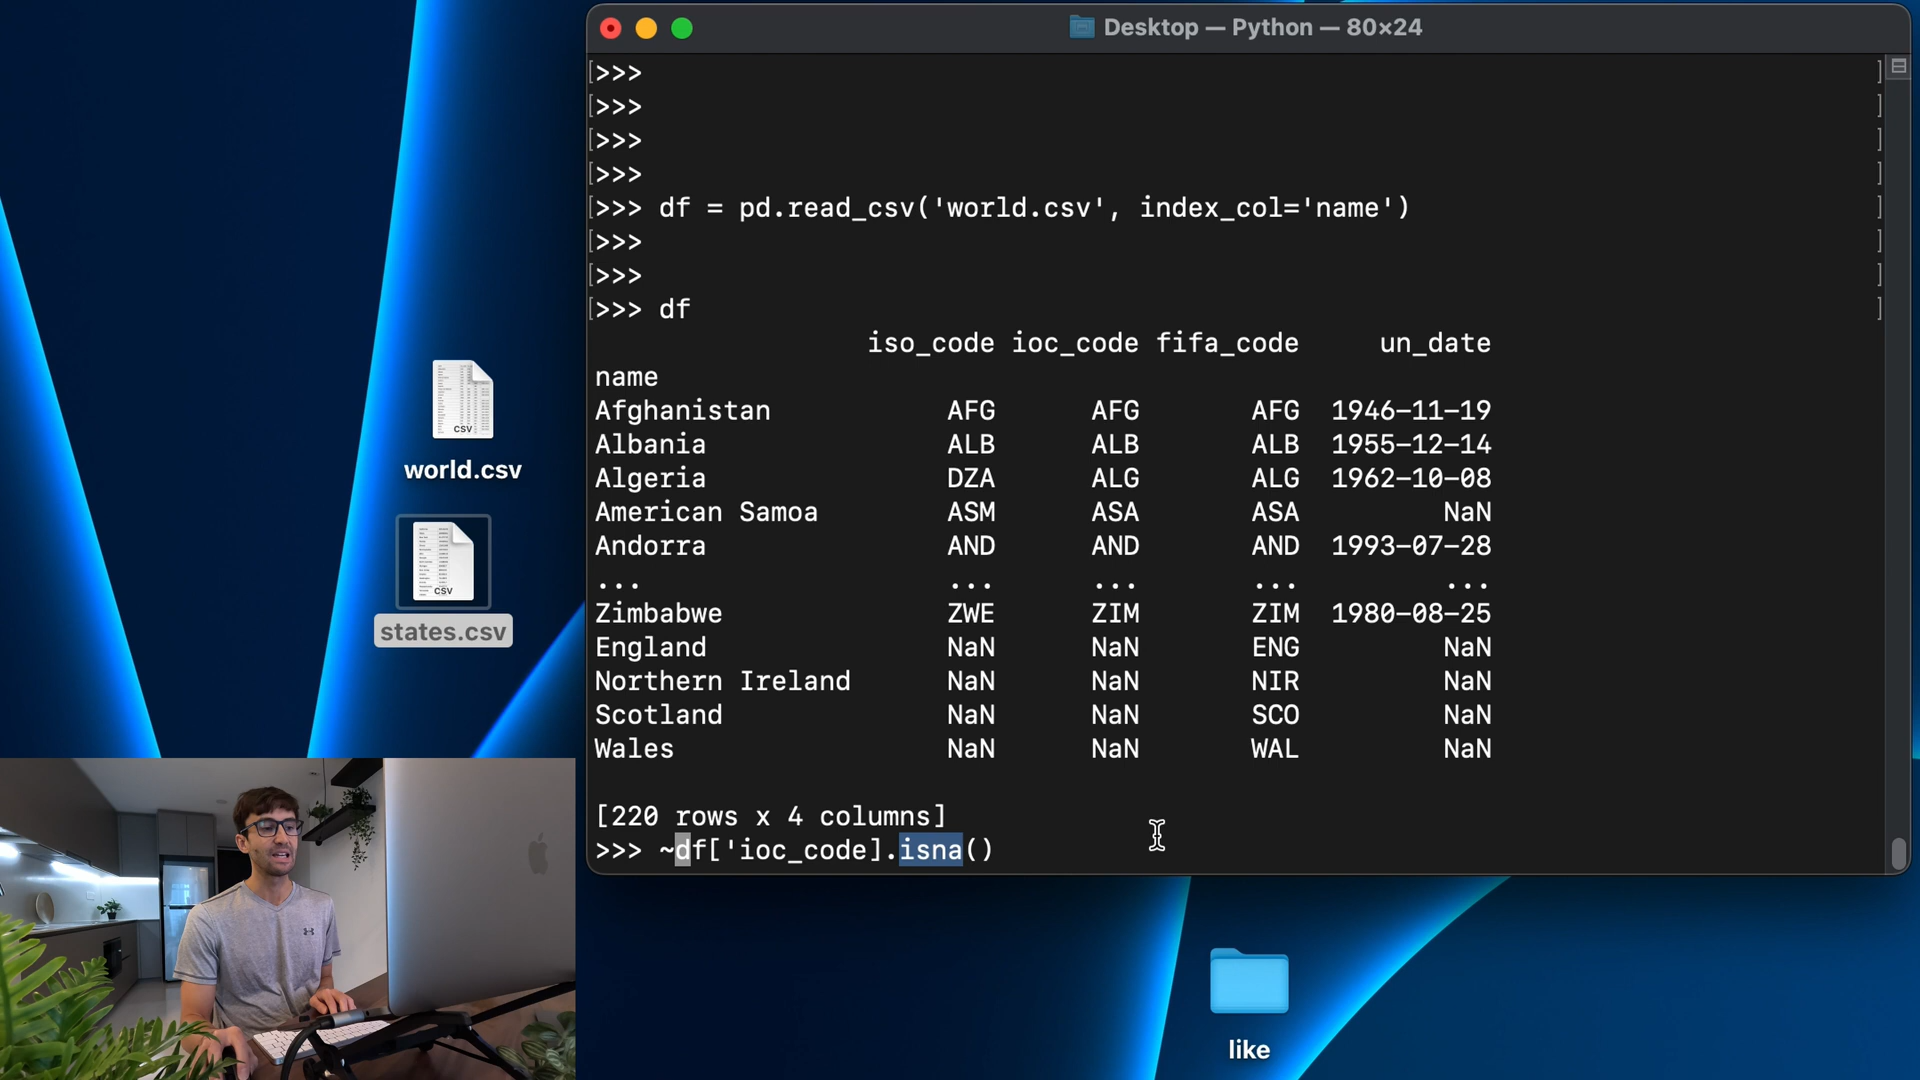 Desktop — Python — 80×24
[>>> ]
[>>> ]
[>>> ]
[>>> ]
[>>> df = pd.read_csv('world.csv', index_col='name') ]
[>>> ]
[>>> ]
[>>> df ]
iso_code ioc_code fifa_code un_date
name
Afghanistan AFG AFG AFG 1946-11-19
Albania ALB ALB ALB 1955-12-14
Algeria DZA ALG ALG 1962-10-08
American Samoa ASM ASA ASA NaN
Andorra AND AND AND 1993-07-28
... ... ... ... ...
Zimbabwe ZWE ZIM ZIM 1980-08-25
England NaN NaN ENG NaN
Northern Ireland NaN NaN NIR NaN
Scotland NaN NaN SCO NaN
Wales NaN NaN WAL NaN
[220 rows x 4 columns]
>>> ~df['ioc_code].isna()
CSV
world.csv
CSV
states.csv
like